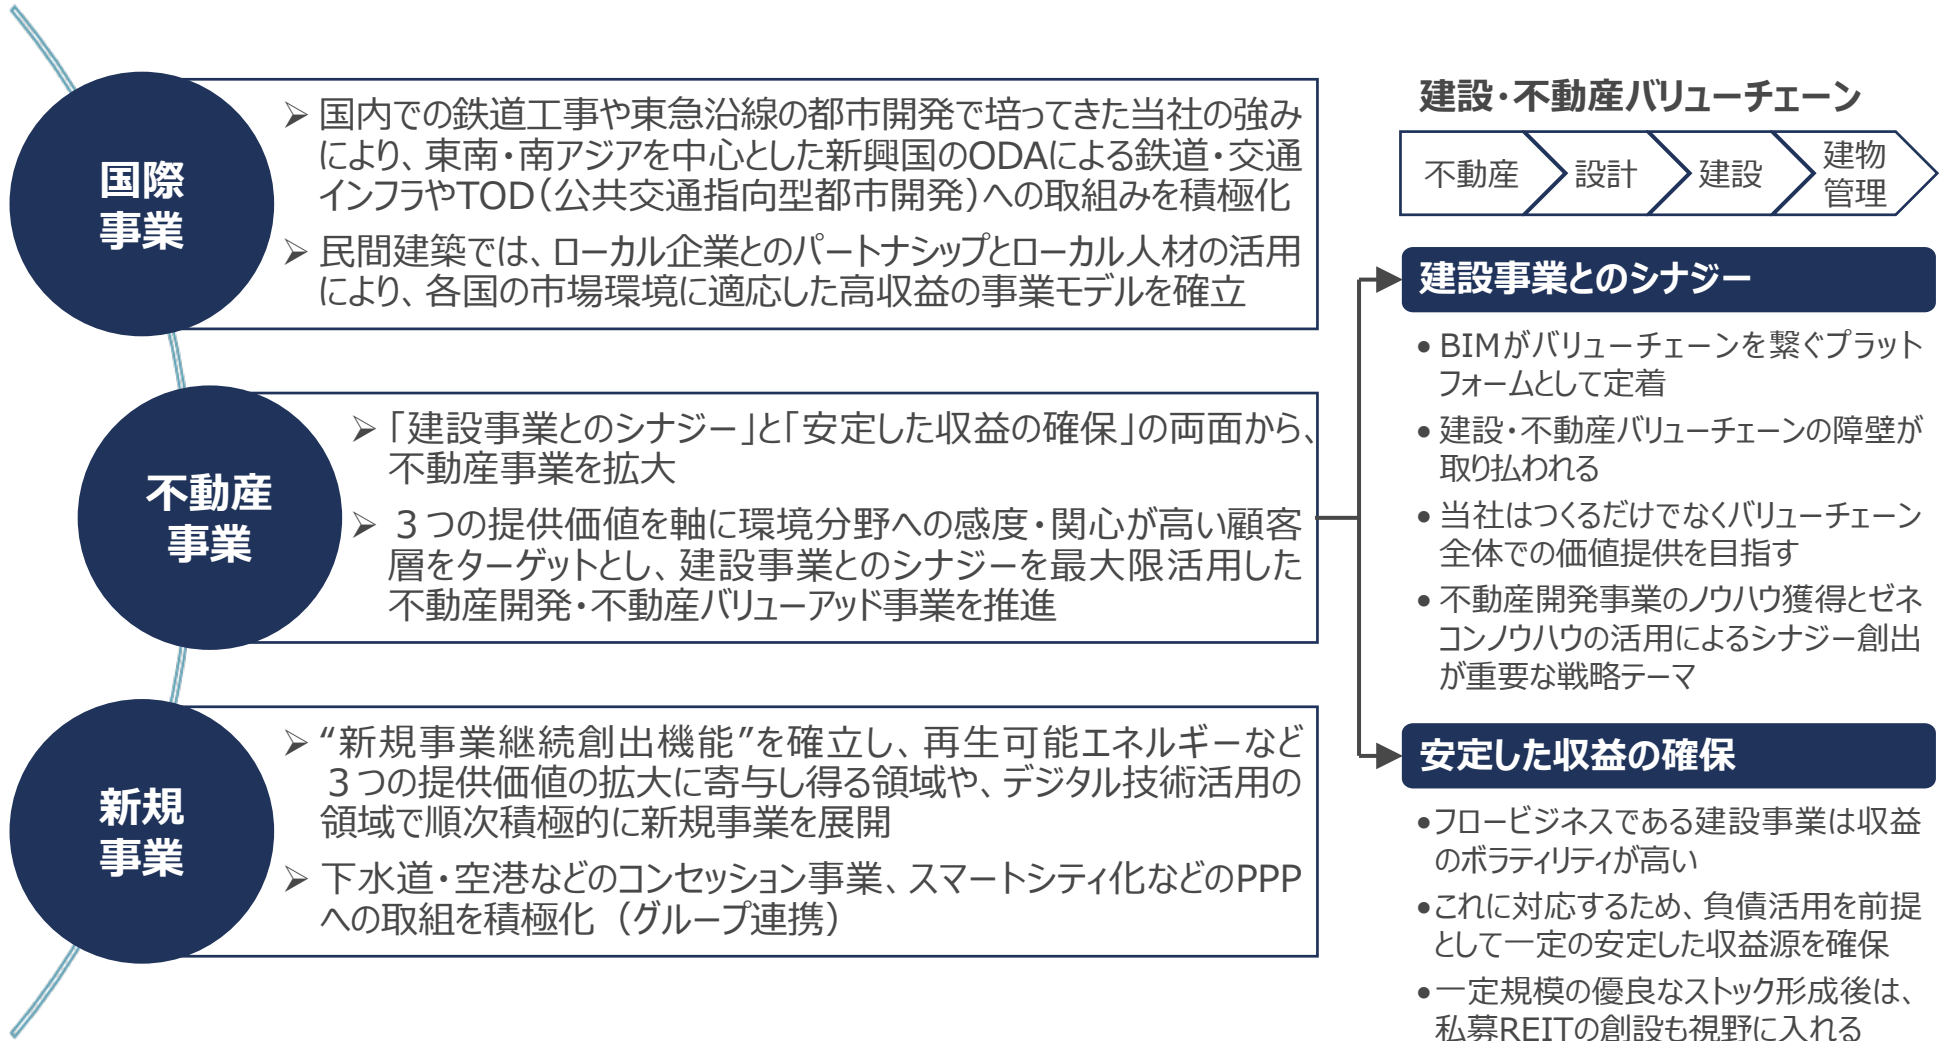 国際
事業
➢ 国内での鉄道工事や東急沿線の都市開発で培ってきた当社の強み
により、東南・南アジアを中心とした新興国のODAによる鉄道・交通
インフラやTOD（公共交通指向型都市開発）への取組みを積極化
➢ 民間建築では、ローカル企業とのパートナシップとローカル人材の活用
により、各国の市場環境に適応した高収益の事業モデルを確立
不動産
事業
➢ 「建設事業とのシナジー」と「安定した収益の確保」の両面から、
不動産事業を拡大
➢ ３つの提供価値を軸に環境分野への感度・関心が高い顧客
層をターゲットとし、建設事業とのシナジーを最大限活用した
不動産開発・不動産バリューアッド事業を推進
新規
事業
➢ “新規事業継続創出機能”を確立し、再生可能エネルギーなど
３つの提供価値の拡大に寄与し得る領域や、デジタル技術活用の
領域で順次積極的に新規事業を展開
➢ 下水道・空港などのコンセッション事業、スマートシティ化などのPPP
への取組を積極化（グループ連携）
建設・不動産バリューチェーン
不動産
設計
建設
建物
管理
建設事業とのシナジー
• BIMがバリューチェーンを繋ぐプラット
フォームとして定着
• 建設・不動産バリューチェーンの障壁が
取り払われる
• 当社はつくるだけでなくバリューチェーン
全体での価値提供を目指す
• 不動産開発事業のノウハウ獲得とゼネ
コンノウハウの活用によるシナジー創出
が重要な戦略テーマ
安定した収益の確保
•フロービジネスである建設事業は収益
のボラティリティが高い
•これに対応するため、負債活用を前提
として一定の安定した収益源を確保
•一定規模の優良なストック形成後は、
私募REITの創設も視野に入れる